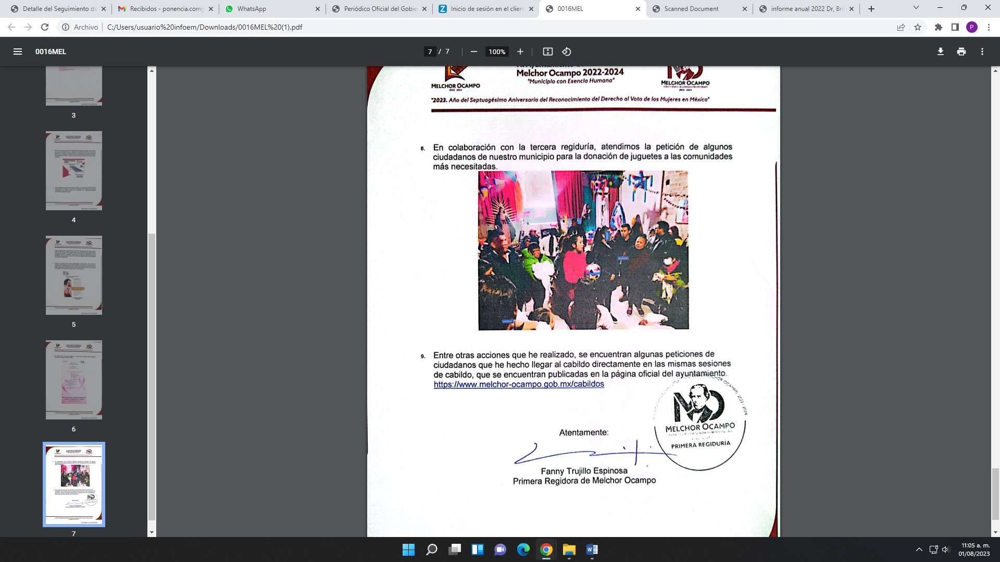 Detalle del Seguimiento de
Recibidos - ponencia.comg
WhatsApp
Periódico Oficial del Gobie
Inicio de sesión en el client
0016MEL
Scanned Document
informe anual 2022 Dr, Bris
Archivo
C:/Users/usuario%20infoem/Downloads/0016MEL%20(1).pdf
P
0016MEL
7 / 7
100%
3
4
5
6
7
Melchor Ocampo 2022-2024
"Municipio con Esencia Humana"
MELCHOR OCAMPO
2022 2024
MELCHOR OCAMPO
"2023. Año del Septuagésimo Aniversario del Reconocimiento del Derecho al Voto de las Mujeres en México"
8. En colaboración con la tercera regiduría, atendimos la petición de algunos
ciudadanos de nuestro municipio para la donación de juguetes a las comunidades
más necesitadas.
9. Entre otras acciones que he realizado, se encuentran algunas peticiones de
ciudadanos que he hecho llegar al cabildo directamente en las mismas sesiones
de cabildo, que se encuentran publicadas en la página oficial del ayuntamiento.
https://www.melchor-ocampo.gob.mx/cabildos
MELCHOR OCAMPO
PRIMERA REGIDURÍA
Atentamente:
Fanny Trujillo Espinosa
Primera Regidora de Melchor Ocampo
11:05 a. m.
01/08/2023